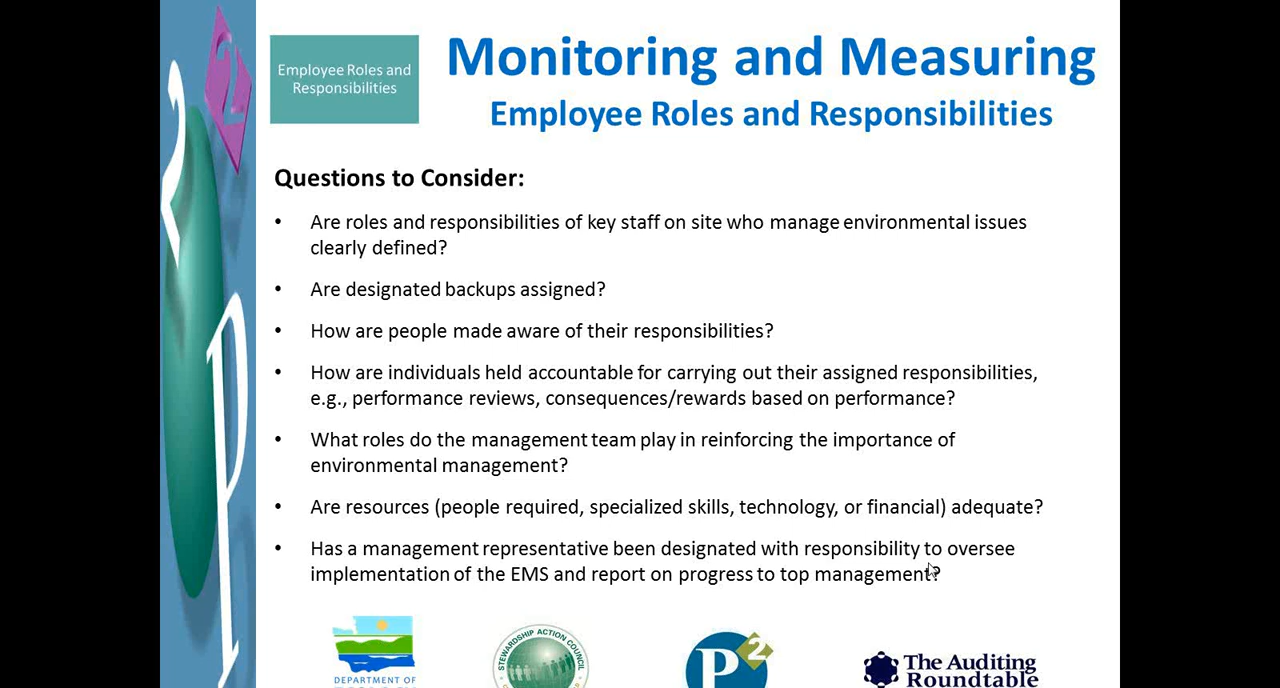 Employee Roles and
Responsibilities
Monitoring and Measuring
Employee Roles and Responsibilities
Questions to Consider:
• Are roles and responsibilities of key staff on site who manage environmental issues
clearly defined?
• Are designated backups assigned?
• How are people made aware of their responsibilities?
• How are individuals held accountable for carrying out their assigned responsibilities,
e.g., performance reviews, consequences/rewards based on performance?
• What roles do the management team play in reinforcing the importance of
environmental management?
• Are resources (people required, specialized skills, technology, or financial) adequate?
• Has a management representative been designated with responsibility to oversee
implementation of the EMS and report on progress to top management?
2
P
2
DEPARTMENT OF
STEWARDSHIP ACTION COUNCIL
P2
The Auditing
Roundtable